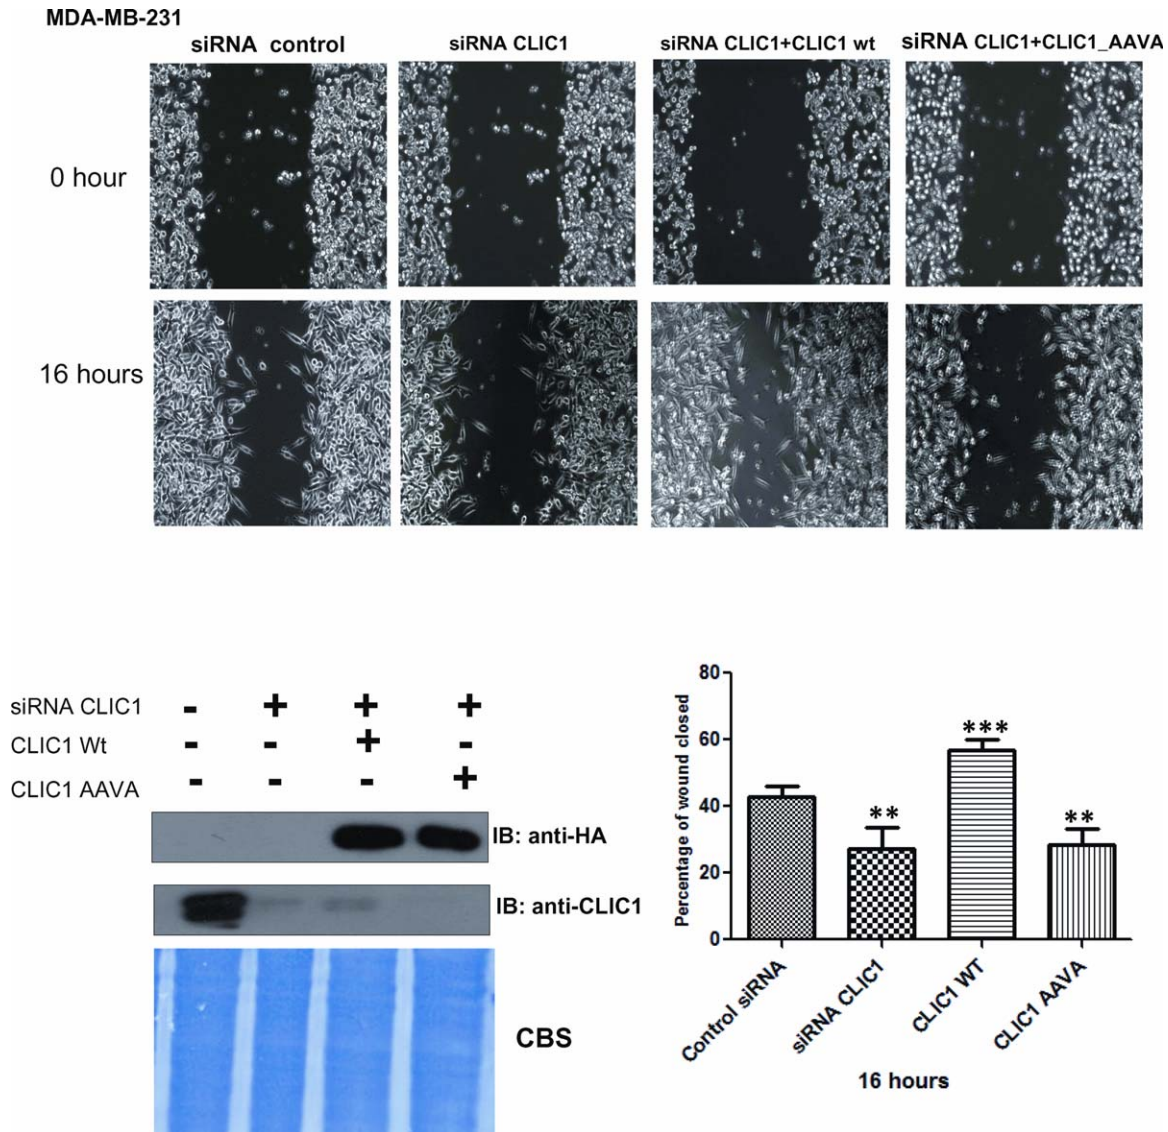 MDA-MB-231
siRNA control
siRNA CLIC1
siRNA CLIC1+CLIC1 wt
siRNA CLIC1+CLIC1_AAVA
0 hour
16 hours
siRNA CLIC1 - + + +
CLIC1 Wt - - + -
CLIC1 AAVA - - - +
IB: anti-HA
IB: anti-CLIC1
CBS
Percentage of wound closed
80
60
40
20
0
**
***
**
Control siRNA
siRNA CLIC1
CLIC1 WT
CLIC1 AAVA
16 hours